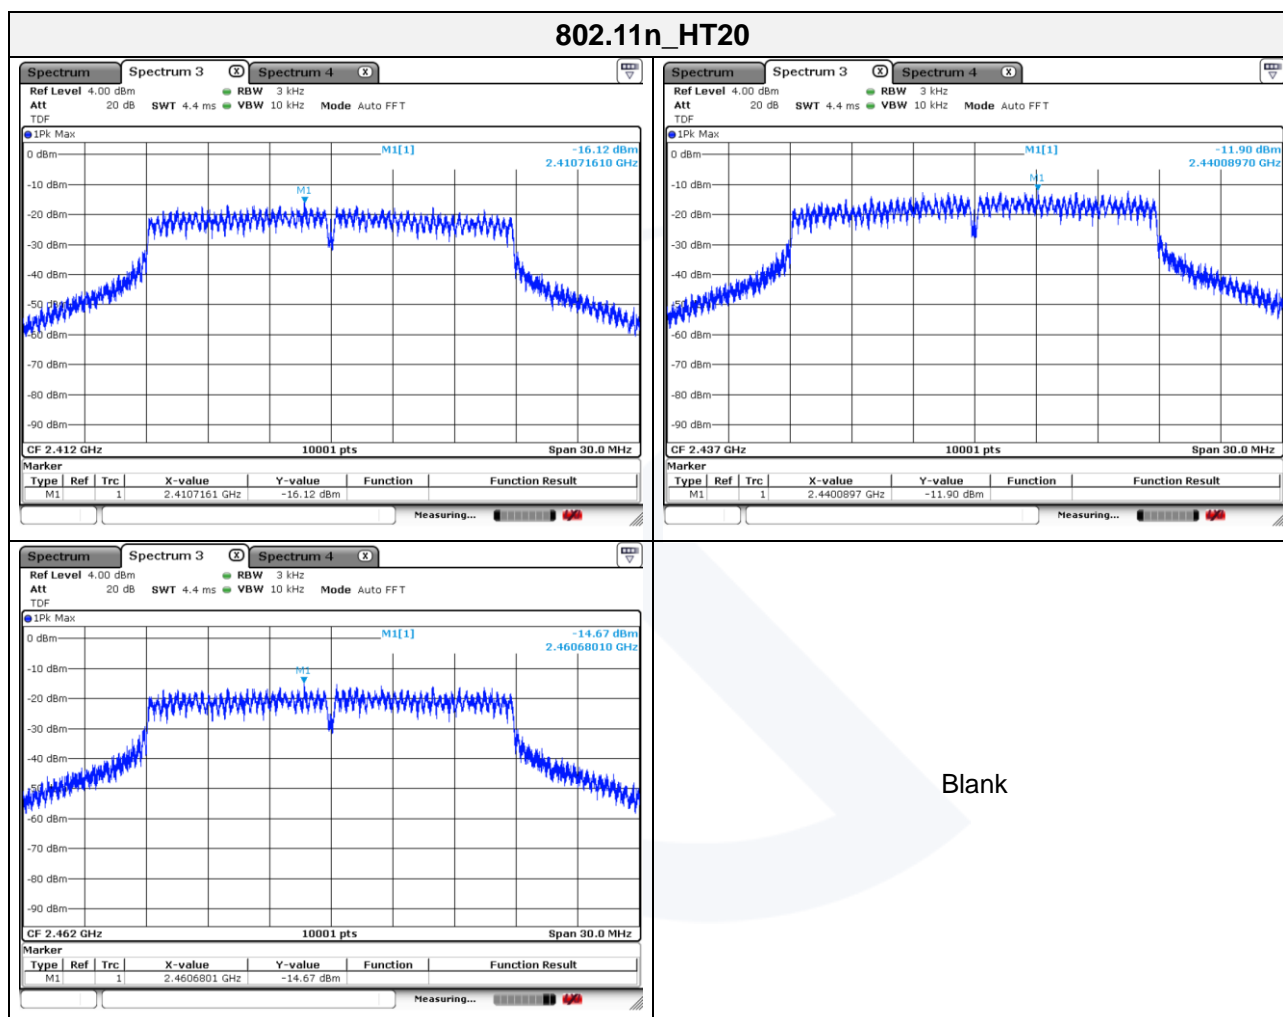 802.11n_HT20
Spectrum Spectrum 3 X Spectrum 4 X
Ref Level 4.00 dBm RBW 3 kHz
Att 20 dB SWT 4.4 ms VBW 10 kHz Mode Auto FFT
TDF
1Pk Max
M1[1] -16.12 dBm
2.41071610 GHz
0 dBm
-10 dBm
M1
-20 dBm
-30 dBm
-40 dBm
-50 dBm
-60 dBm
-70 dBm
-80 dBm
-90 dBm
CF 2.412 GHz 10001 pts Span 30.0 MHz
Marker
Type Ref Trc X-value Y-value Function Function Result
M1 1 2.4107161 GHz -16.12 dBm
Measuring...
Spectrum Spectrum 3 X Spectrum 4 X
Ref Level 4.00 dBm RBW 3 kHz
Att 20 dB SWT 4.4 ms VBW 10 kHz Mode Auto FFT
TDF
1Pk Max
M1[1] -11.90 dBm
2.44008970 GHz
0 dBm
-10 dBm
M1
-20 dBm
-30 dBm
-40 dBm
-50 dBm
-60 dBm
-70 dBm
-80 dBm
-90 dBm
CF 2.437 GHz 10001 pts Span 30.0 MHz
Marker
Type Ref Trc X-value Y-value Function Function Result
M1 1 2.4400897 GHz -11.90 dBm
Measuring...
Spectrum Spectrum 3 X Spectrum 4 X
Ref Level 4.00 dBm RBW 3 kHz
Att 20 dB SWT 4.4 ms VBW 10 kHz Mode Auto FFT
TDF
1Pk Max
M1[1] -14.67 dBm
2.46068010 GHz
0 dBm
-10 dBm
M1
-20 dBm
-30 dBm
-40 dBm
-50 dBm
-60 dBm
-70 dBm
-80 dBm
-90 dBm
CF 2.462 GHz 10001 pts Span 30.0 MHz
Marker
Type Ref Trc X-value Y-value Function Function Result
M1 1 2.4606801 GHz -14.67 dBm
Measuring...
Blank